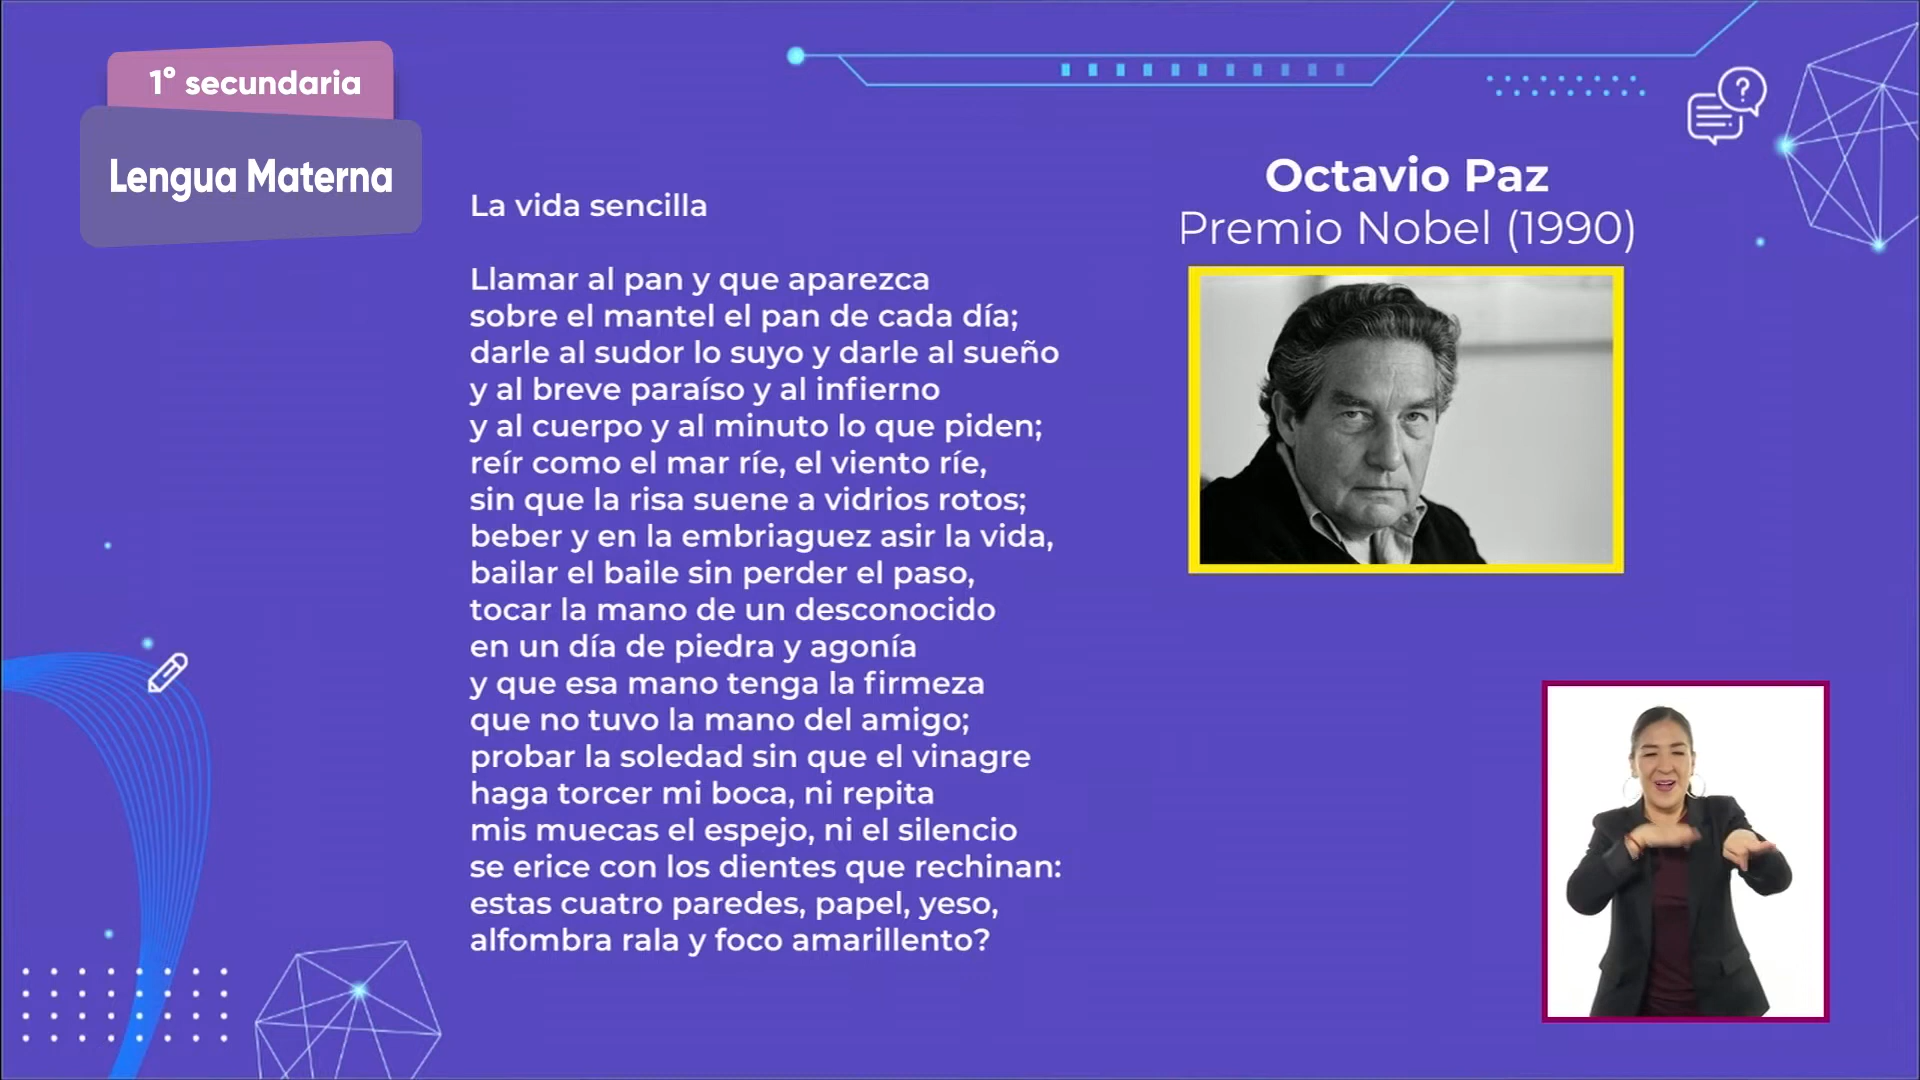 1° secundaria
Lengua Materna
La vida sencilla
Llamar al pan y que aparezca
sobre el mantel el pan de cada día;
darle al sudor lo suyo y darle al sueño
y al breve paraíso y al infierno
y al cuerpo y al minuto lo que piden;
reír como el mar ríe, el viento ríe,
sin que la risa suene a vidrios rotos;
beber y en la embriaguez asir la vida,
bailar el baile sin perder el paso,
tocar la mano de un desconocido
en un día de piedra y agonía
y que esa mano tenga la firmeza
que no tuvo la mano del amigo;
probar la soledad sin que el vinagre
haga torcer mi boca, ni repita
mis muecas el espejo, ni el silencio
se erice con los dientes que rechinan:
estas cuatro paredes, papel, yeso,
alfombra rala y foco amarillento?
Octavio Paz
Premio Nobel (1990)
?